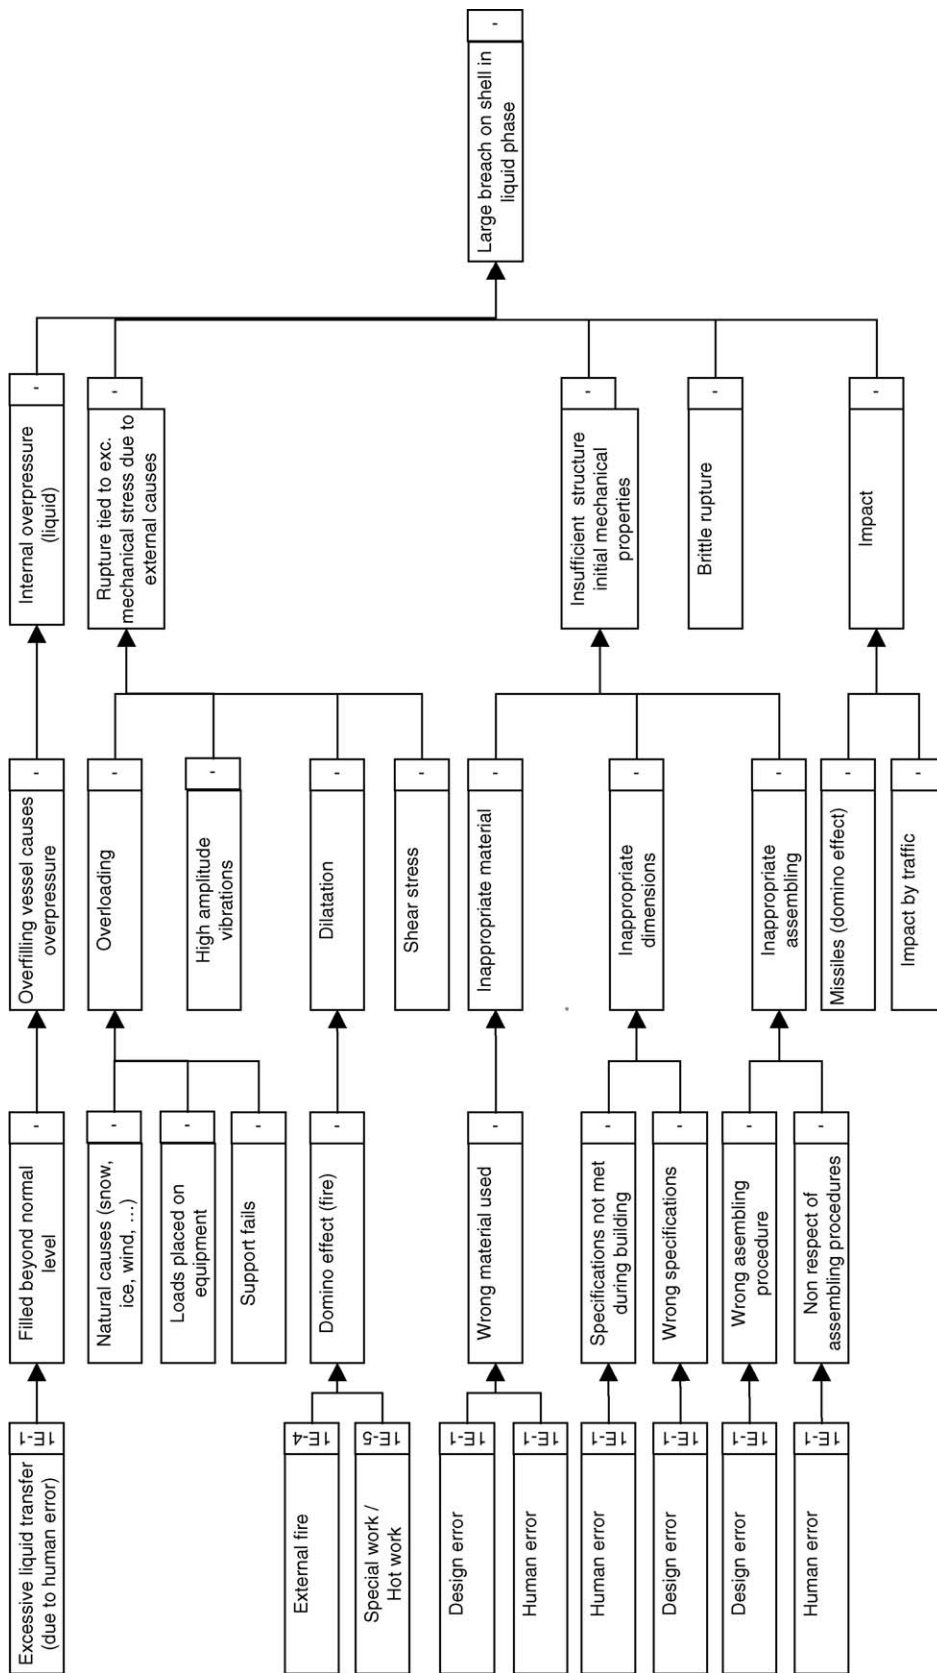 Excessive liquid transfer
(due to human error)
1E-1
External fire
1E-4
Special work /
Hot work
1E-5
Design error
1E-1
Human error
1E-1
Human error
1E-1
Design error
1E-1
Design error
1E-1
Human error
1E-1
Filled beyond normal
level
-
Natural causes (snow,
ice, wind, ...)
-
Loads placed on
equipment
-
Support fails
-
Domino effect (fire)
-
Wrong material used
-
Specifications not met
during building
-
Wrong specifications
-
Wrong asembling
procedure
-
Non respect of
assembling procedures
-
Overfilling vessel causes
overpressure
-
Overloading
-
High amplitude
vibrations
-
Dilatation
-
Shear stress
-
Inappropriate material
-
Inappropriate
dimensions
-
Inappropriate
assembling
-
Missiles (domino effect)
-
Impact by traffic
-
Internal overpressure
(liquid)
-
Rupture tied to exc.
mechanical stress due to
external causes
-
Insufficient structure
initial mechanical
properties
-
Brittle rupture
-
Impact
-
Large breach on shell in
liquid phase
-